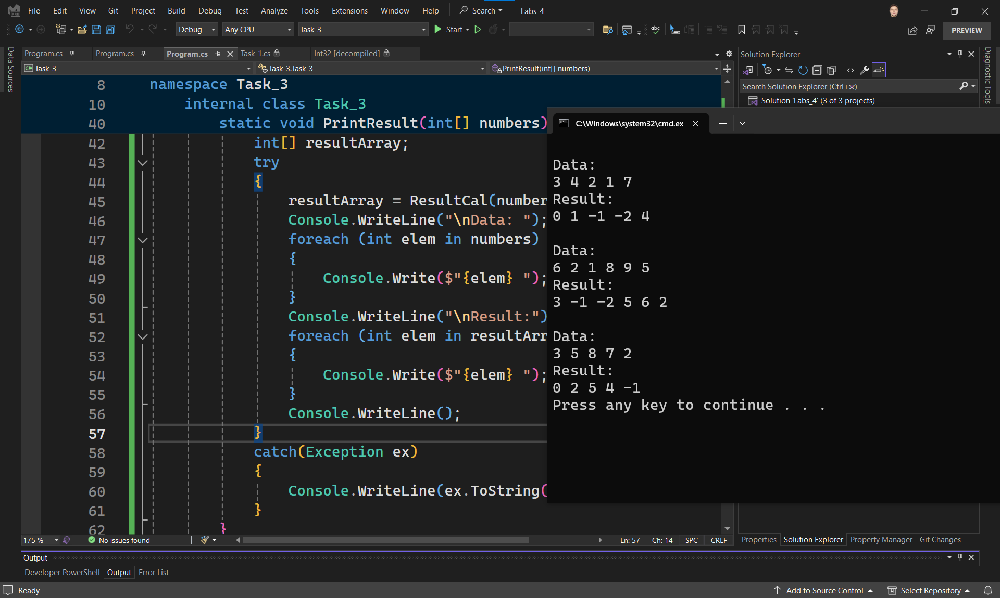 File Edit View Git Project Build Debug Test Analyze Tools Extensions Window Help Search Labs_4
Debug Any CPU Task_3 Start PREVIEW
Data Sources
Program.cs Program.cs Program.cs Task_1.cs Int32 [decompiled]
Task_3 Task_3.Task_3 PrintResult(int[] numbers)
8 namespace Task_3
10 internal class Task_3
40 static void PrintResult(int[] numbers)
42 int[] resultArray;
43 try
44 {
45 resultArray = ResultCal(number
46 Console.WriteLine("\nData: ");
47 foreach (int elem in numbers)
48 {
49 Console.Write($"{elem} ");
50 }
51 Console.WriteLine("\nResult:")
52 foreach (int elem in resultArr
53 {
54 Console.Write($"{elem} ");
55 }
56 Console.WriteLine();
57 }
58 catch(Exception ex)
59 {
60 Console.WriteLine(ex.ToString(
61 }
62 }
175 % No issues found Ln: 57 Ch: 14 SPC CRLF
Solution Explorer
Search Solution Explorer (Ctrl+ж)
Solution 'Labs_4' (3 of 3 projects)
Diagnostic Tools
C:\Windows\system32\cmd.ex
Data:
3 4 2 1 7
Result:
0 1 -1 -2 4
Data:
6 2 1 8 9 5
Result:
3 -1 -2 5 6 2
Data:
3 5 8 7 2
Result:
0 2 5 4 -1
Press any key to continue . . .
Properties Solution Explorer Property Manager Git Changes
Output
Developer PowerShell Output Error List
Ready Add to Source Control Select Repository